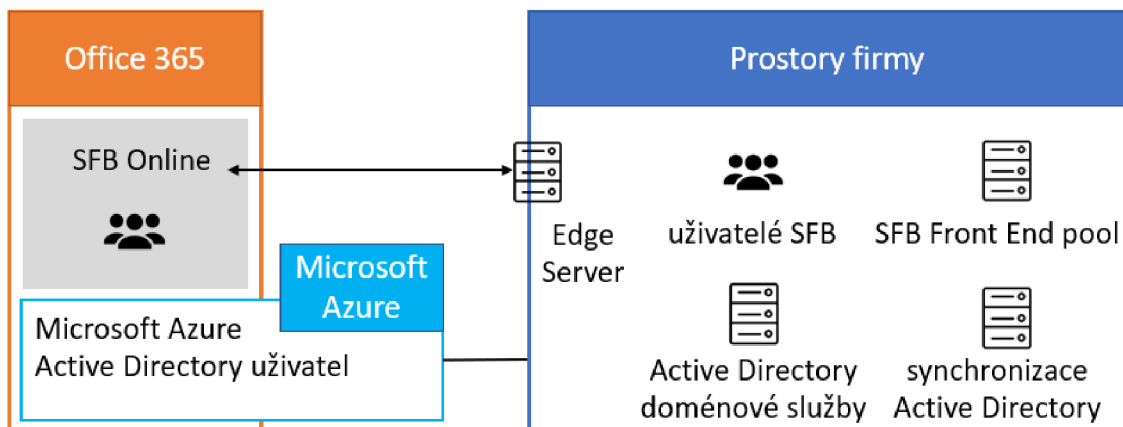 Office 365
Prostory firmy
SFB Online
Edge
Server
uživatelé SFB
SFB Front End pool
Microsoft
Azure
Microsoft Azure
Active Directory uživatel
Active Directory
doménové služby
synchronizace
Active Directory